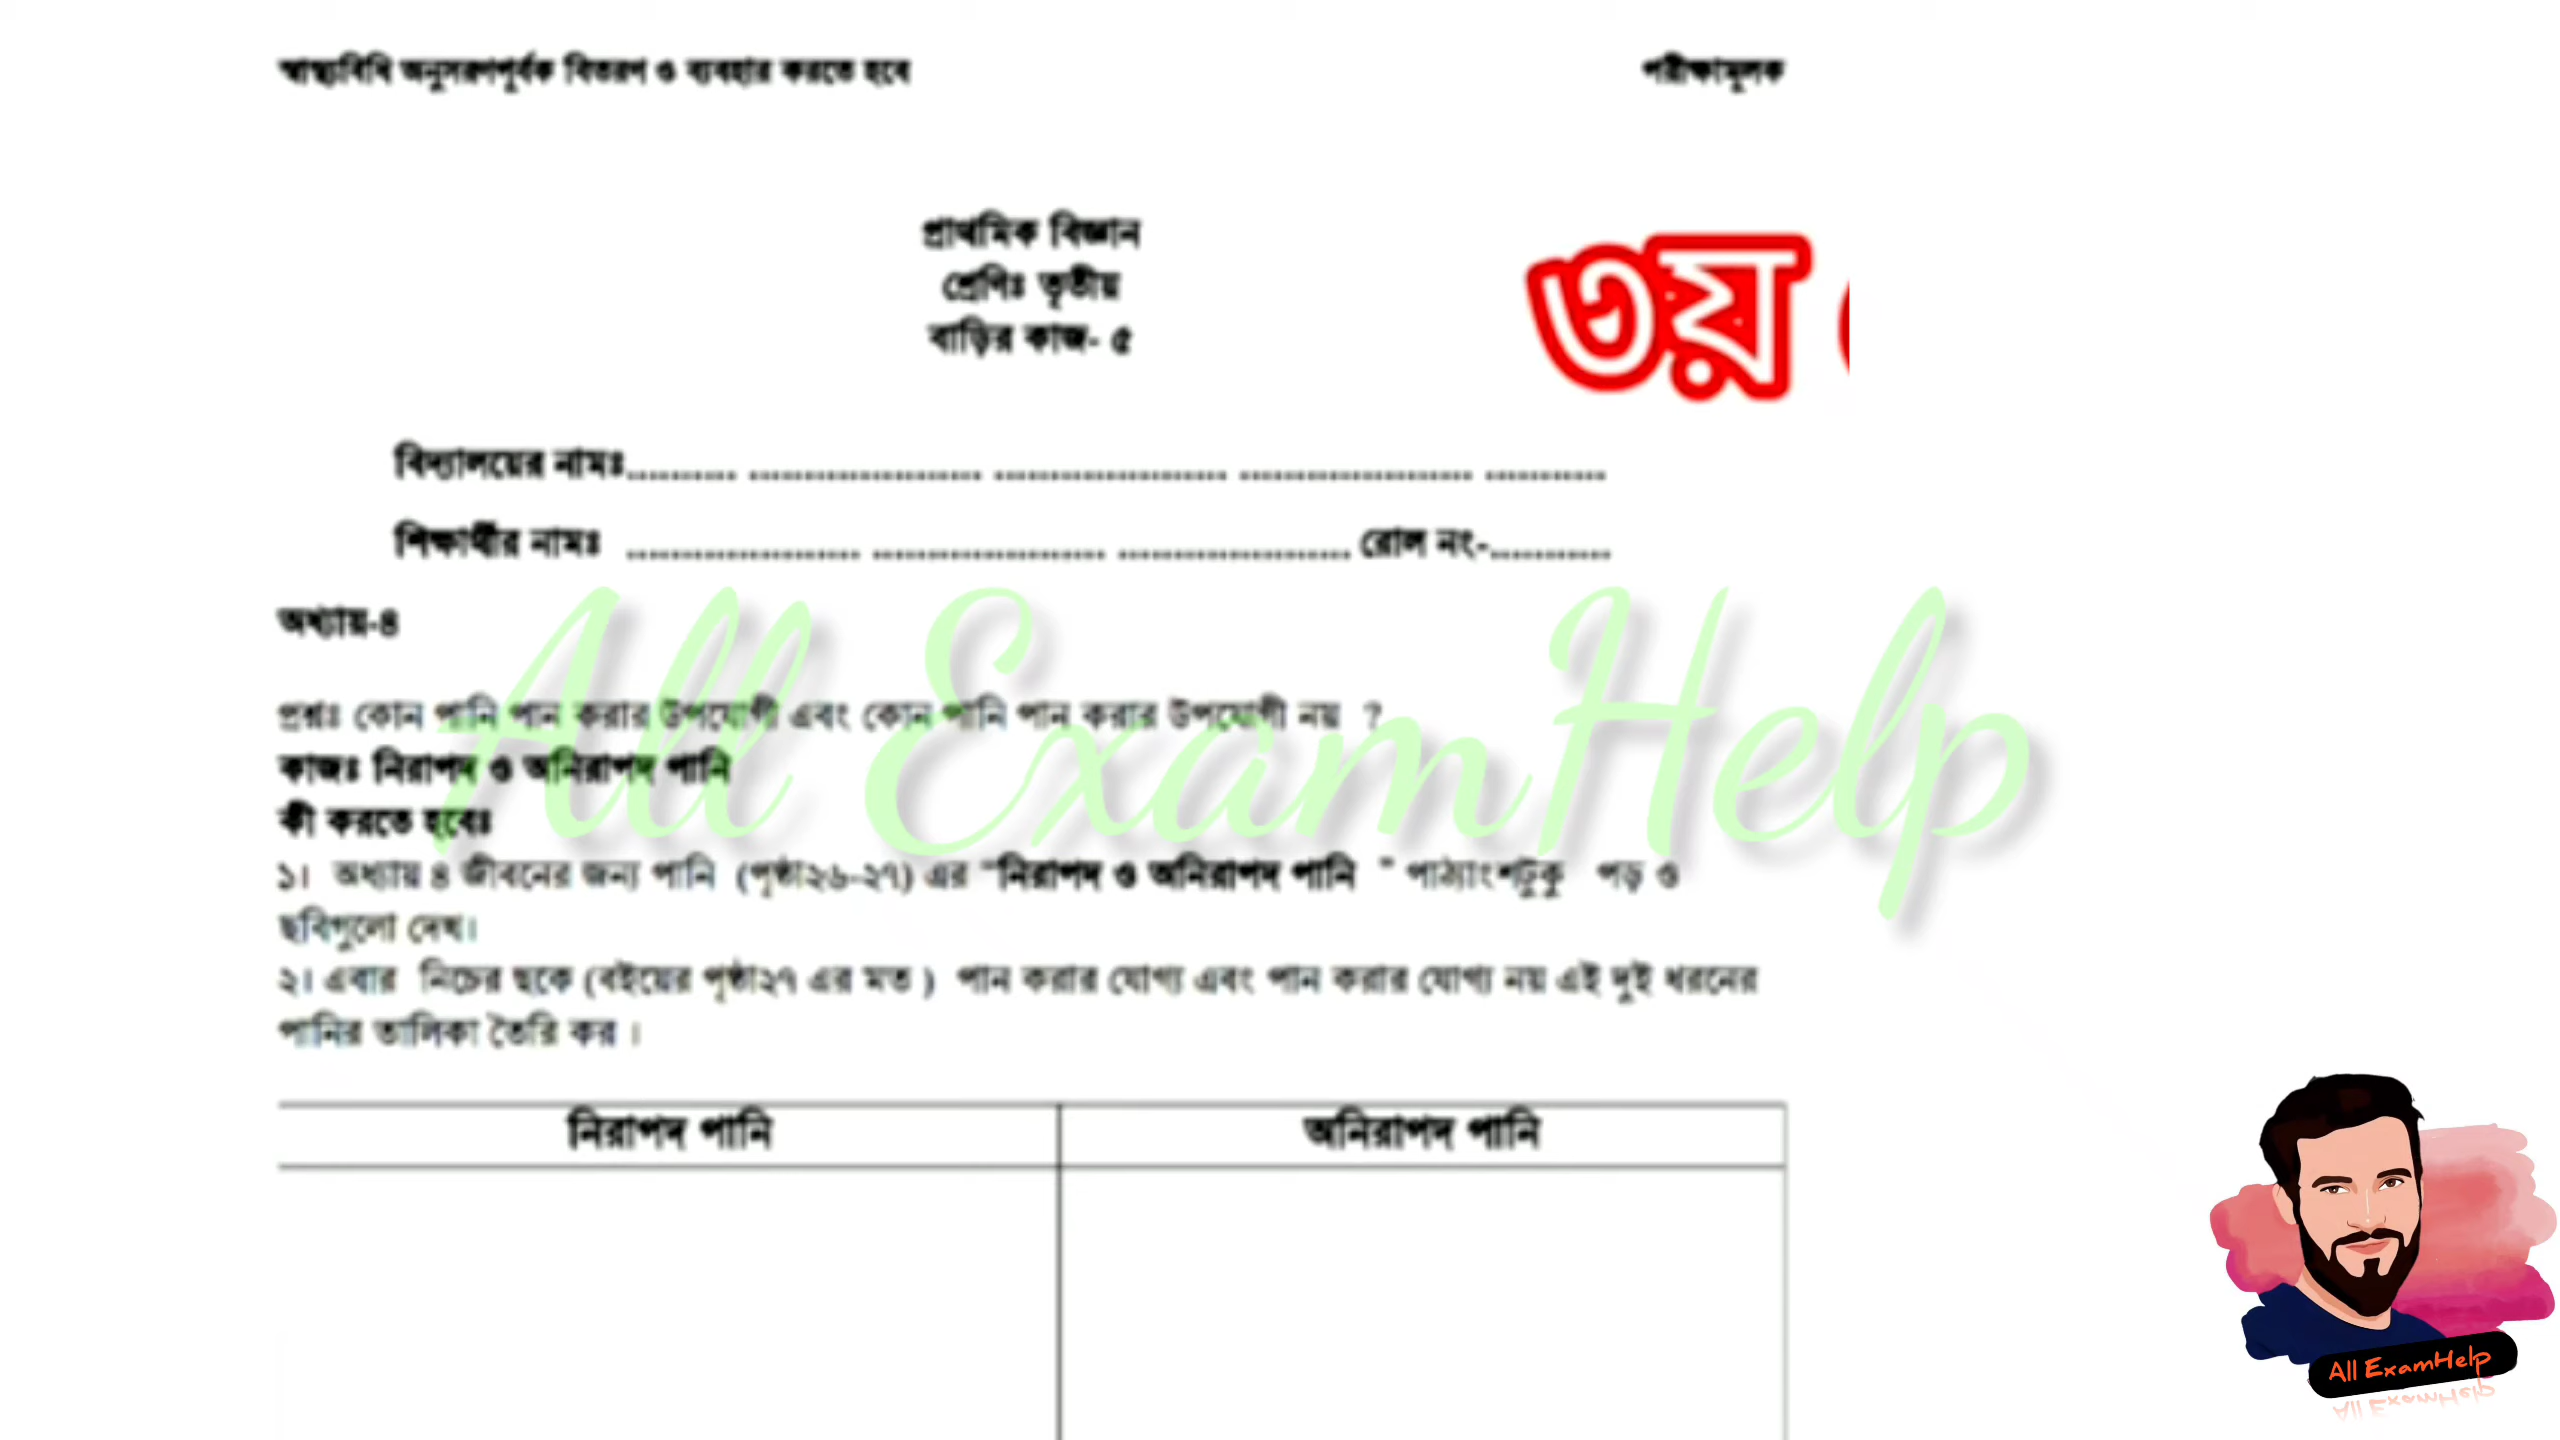 স্বাস্থ্যবিধি অনুসরণপূর্বক বিতরণ ও ব্যবহার করতে হবে
পরীক্ষামূলক
প্রাথমিক বিজ্ঞান
শ্রেণিঃ তৃতীয়
বাড়ির কাজ- ৫
৩য়
বিদ্যালয়ের নামঃ.......... ..................... ..................... ..................... ...........
শিক্ষার্থীর নামঃ ..................... ..................... ..................... রোল নং-...........
অধ্যায়-৪
প্রশ্নঃ কোন পানি পান করার উপযোগী এবং কোন পানি পান করার উপযোগী নয় ?
কাজঃ নিরাপদ ও অনিরাপদ পানি
কী করতে হবেঃ
১। অধ্যায় ৪ জীবনের জন্য পানি (পৃষ্ঠা২৬-২৭) এর "নিরাপদ ও অনিরাপদ পানি " পাঠ্যাংশটুকু পড় ও
ছবিগুলো দেখ।
২। এবার নিচের ছকে (বইয়ের পৃষ্ঠা২৭ এর মত ) পান করার যোগ্য এবং পান করার যোগ্য নয় এই দুই ধরনের
পানির তালিকা তৈরি কর ।
নিরাপদ পানি
অনিরাপদ পানি
All ExamHelp
All ExamHelp